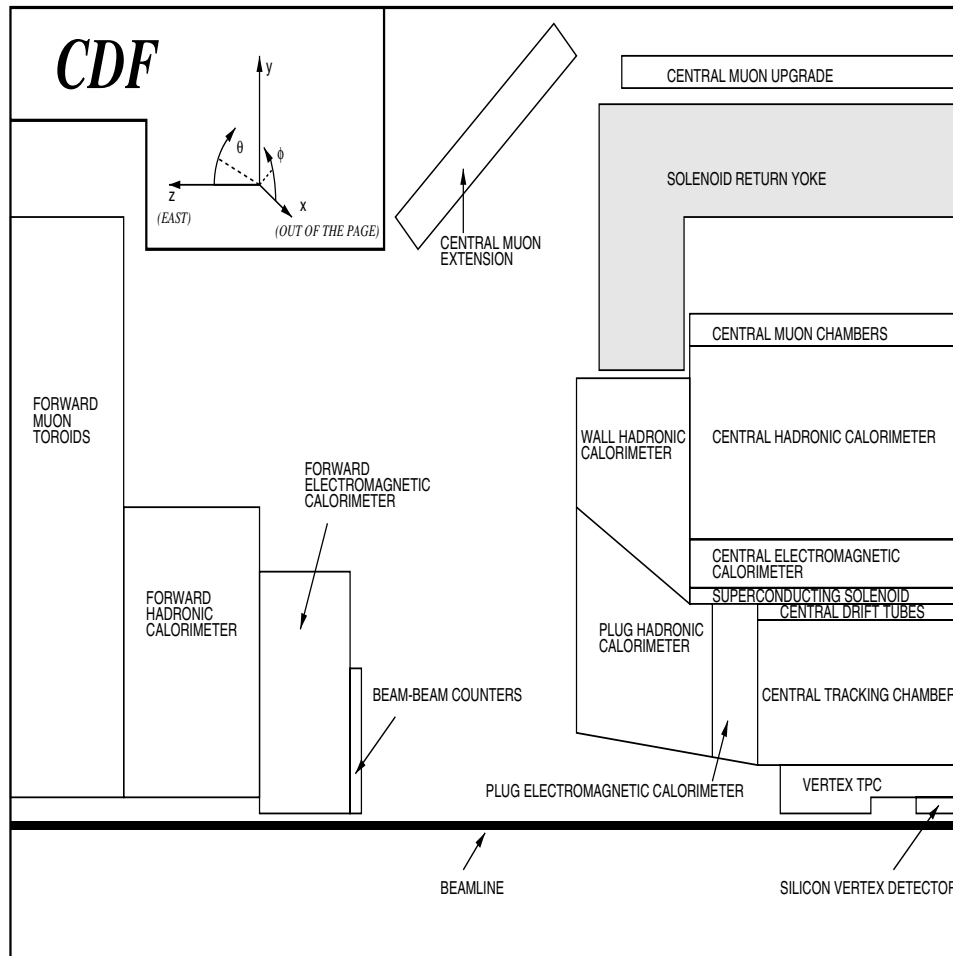 CDF
y
θ
ϕ
z
x
(EAST)
(OUT OF THE PAGE)
CENTRAL MUON UPGRADE
SOLENOID RETURN YOKE
CENTRAL MUON
EXTENSION
CENTRAL MUON CHAMBERS
FORWARD
MUON
TOROIDS
WALL HADRONIC
CALORIMETER
CENTRAL HADRONIC CALORIMETER
FORWARD
ELECTROMAGNETIC
CALORIMETER
CENTRAL ELECTROMAGNETIC
CALORIMETER
SUPERCONDUCTING SOLENOID
CENTRAL DRIFT TUBES
FORWARD
HADRONIC
CALORIMETER
PLUG HADRONIC
CALORIMETER
BEAM-BEAM COUNTERS
CENTRAL TRACKING CHAMBER
PLUG ELECTROMAGNETIC CALORIMETER
VERTEX TPC
BEAMLINE
SILICON VERTEX DETECTOR